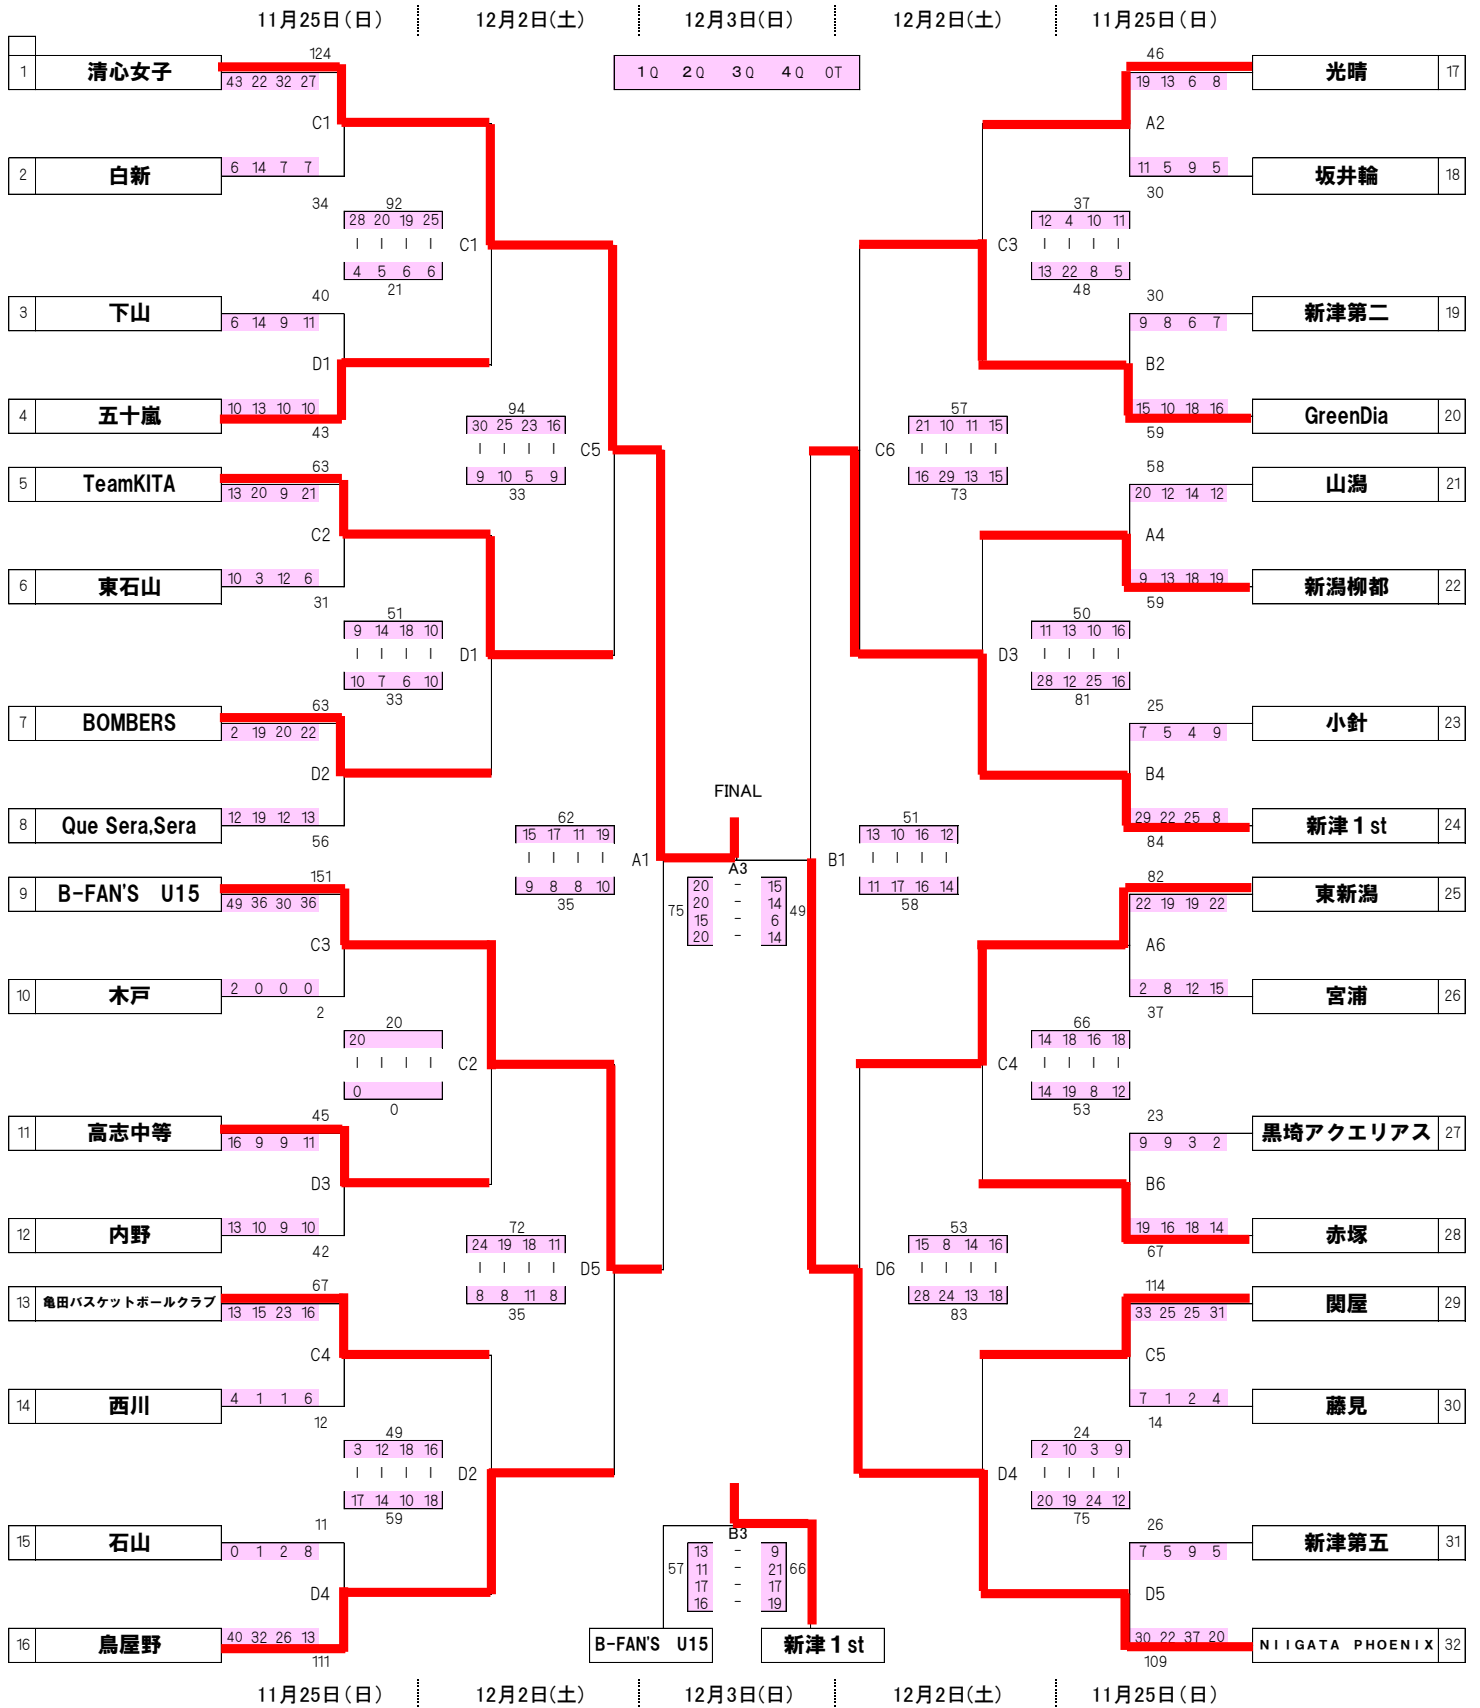 11月25日(日) 12月2日(土) 12月3日(日) 12月2日(土) 11月25日(日)
1Q 2Q 3Q 4Q OT
1 清心女子
124
43 22 32 27
C1
2 白新
6 14 7 7
34
92
28 20 19 25
C1
4 5 6 6
21
3 下山
40
6 14 9 11
D1
4 五十嵐
10 13 10 10
43
94
30 25 23 16
C5
9 10 5 9
33
5 TeamKITA
63
13 20 9 21
C2
6 東石山
10 3 12 6
31
51
9 14 18 10
D1
10 7 6 10
33
7 BOMBERS
63
2 19 20 22
D2
8 Que Sera,Sera
12 19 12 13
56
62
15 17 11 19
A1
9 8 8 10
35
9 B-FAN'S U15
151
49 36 30 36
C3
10 木戸
2 0 0 0
2
20
20
C2
0
0
11 高志中等
45
16 9 9 11
D3
12 内野
13 10 9 10
42
72
24 19 18 11
D5
8 8 11 8
35
13 亀田バスケットボールクラブ
67
13 15 23 16
C4
14 西川
4 1 1 6
12
49
3 12 18 16
D2
17 14 10 18
59
15 石山
11
0 1 2 8
D4
16 鳥屋野
40 32 26 13
111
FINAL
A3
75 49
20 - 15
20 - 14
15 - 6
20 - 14
B3
57 66
13 - 9
11 - 21
17 - 17
16 - 19
B-FAN'S U15 新津1st
46
19 13 6 8
光晴 17
A2
11 5 9 5
30
坂井輪 18
37
12 4 10 11
C3
13 22 8 5
48
30
9 8 6 7
新津第二 19
B2
15 10 18 16
59
GreenDia 20
57
21 10 11 15
C6
16 29 13 15
73
58
20 12 14 12
山潟 21
A4
9 13 18 19
59
新潟柳都 22
50
11 13 10 16
D3
28 12 25 16
81
25
7 5 4 9
小針 23
B4
29 22 25 8
84
新津1st 24
51
13 10 16 12
B1
11 17 16 14
58
82
22 19 19 22
東新潟 25
A6
2 8 12 15
37
宮浦 26
66
14 18 16 18
C4
14 19 8 12
53
23
9 9 3 2
黒埼アクエリアス 27
B6
19 16 18 14
67
赤塚 28
53
15 8 14 16
D6
28 24 13 18
83
114
33 25 25 31
関屋 29
C5
7 1 2 4
14
藤見 30
24
2 10 3 9
D4
20 19 24 12
75
26
7 5 9 5
新津第五 31
D5
30 22 37 20
109
NIIGATA PHOENIX 32
11月25日(日) 12月2日(土) 12月3日(日) 12月2日(土) 11月25日(日)